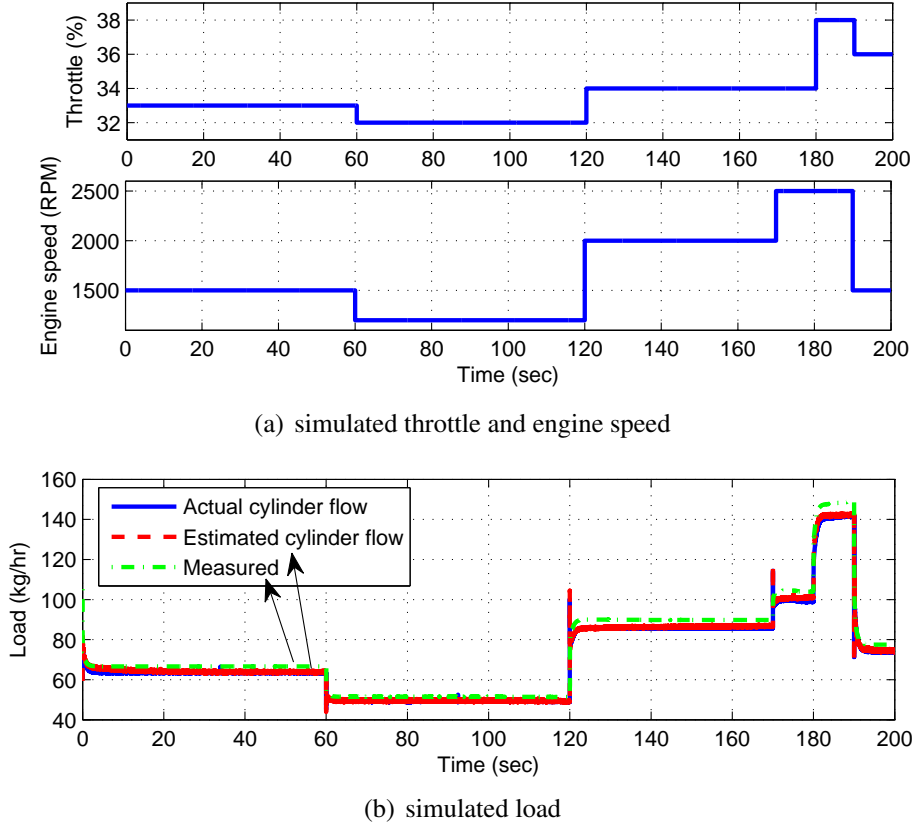 Throttle (%)
38
36
34
32
0 20 40 60 80 100 120 140 160 180 200
Engine speed (RPM)
2500
2000
1500
0 20 40 60 80 100 120 140 160 180 200
Time (sec)
(a) simulated throttle and engine speed
Load (kg/hr)
160
140
120
100
80
60
40
Actual cylinder flow
Estimated cylinder flow
Measured
0 20 40 60 80 100 120 140 160 180 200
Time (sec)
(b) simulated load